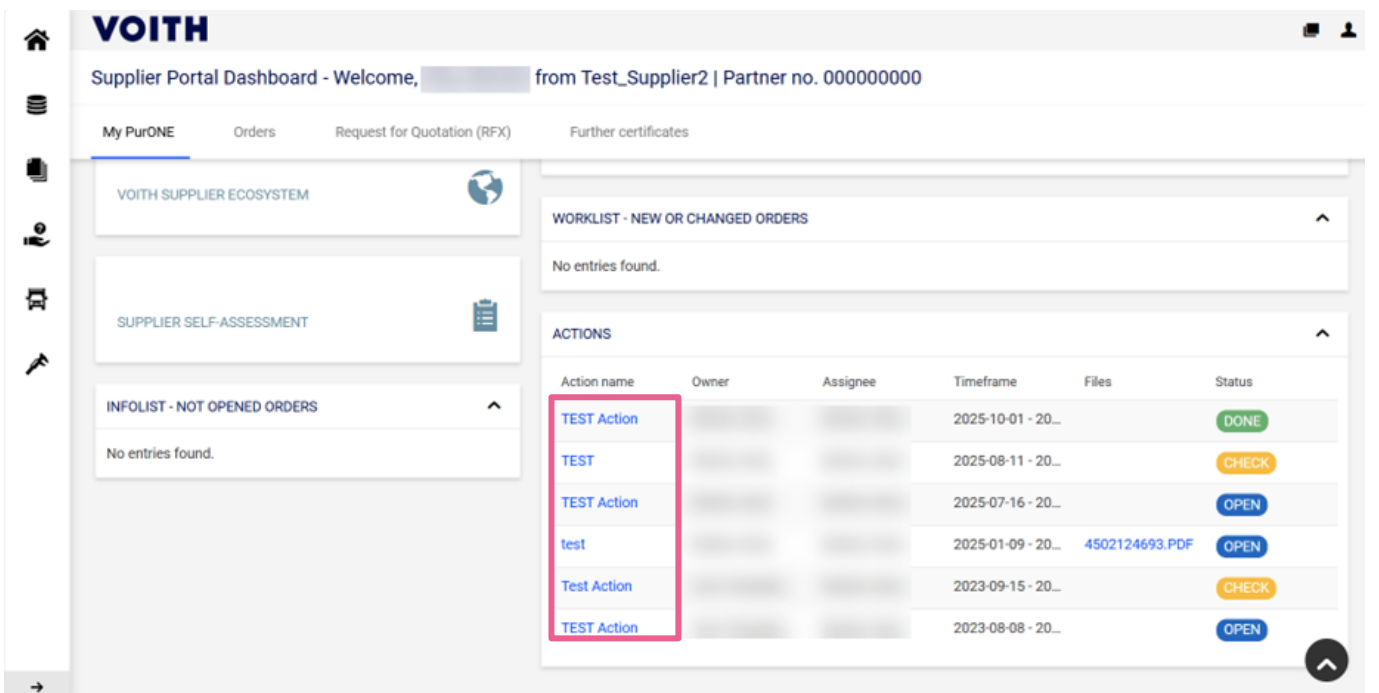 VOITH
Supplier Portal Dashboard - Welcome, from Test_Supplier2 | Partner no. 000000000
My PurONE Orders Request for Quotation (RFX) Further certificates
VOITH SUPPLIER ECOSYSTEM
SUPPLIER SELF-ASSESSMENT
INFOLIST - NOT OPENED ORDERS
No entries found.
WORKLIST - NEW OR CHANGED ORDERS
No entries found.
ACTIONS
Action name Owner Assignee Timeframe Files Status
TEST Action 2025-10-01 - 20... DONE
TEST 2025-08-11 - 20... CHECK
TEST Action 2025-07-16 - 20... OPEN
test 2025-01-09 - 20... 4502124693.PDF OPEN
Test Action 2023-09-15 - 20... CHECK
TEST Action 2023-08-08 - 20... OPEN